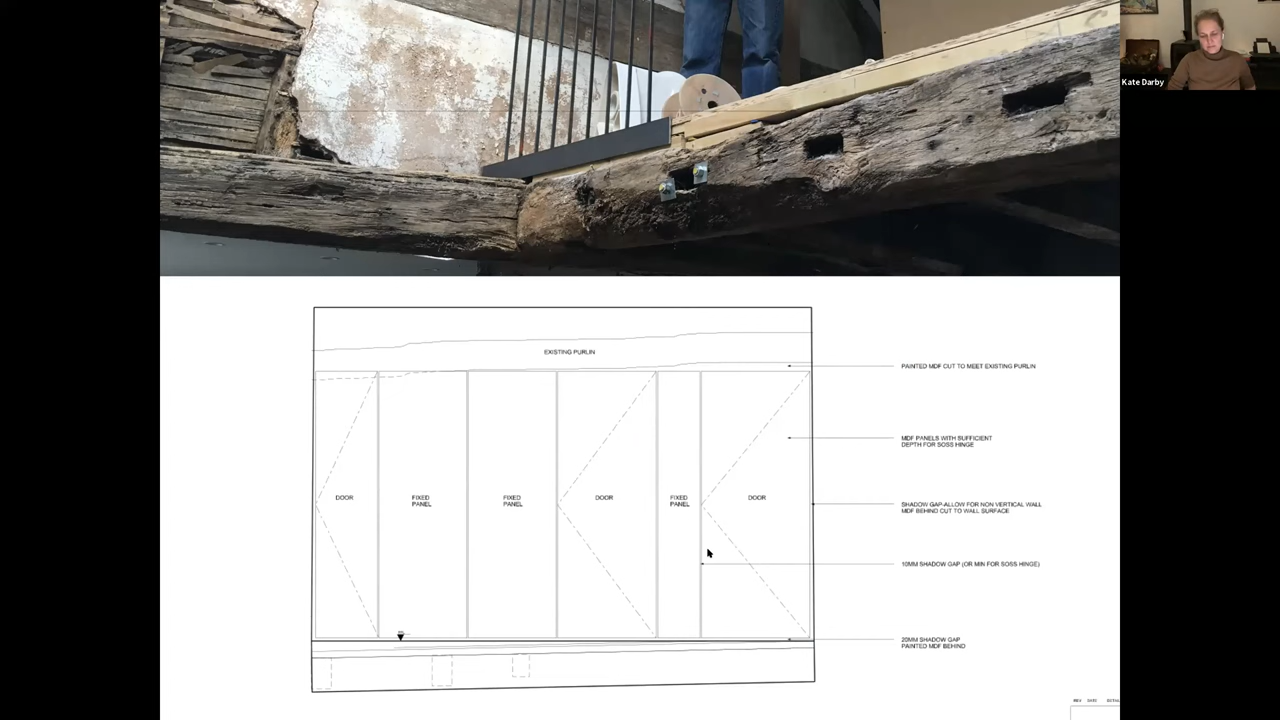 Kate Darby
EXISTING PURLIN
PAINTED MDF CUT TO MEET EXISTING PURLIN
MDF PANELS WITH SUFFICIENT
DEPTH FOR SOSS HINGE
DOOR
FIXED
PANEL
FIXED
PANEL
DOOR
FIXED
PANEL
DOOR
SHADOW GAP-ALLOW FOR NON VERTICAL WALL
MDF BEHIND CUT TO WALL SURFACE
10MM SHADOW GAP (OR MIN FOR SOSS HINGE)
20MM SHADOW GAP
PAINTED MDF BEHIND
REV DATE